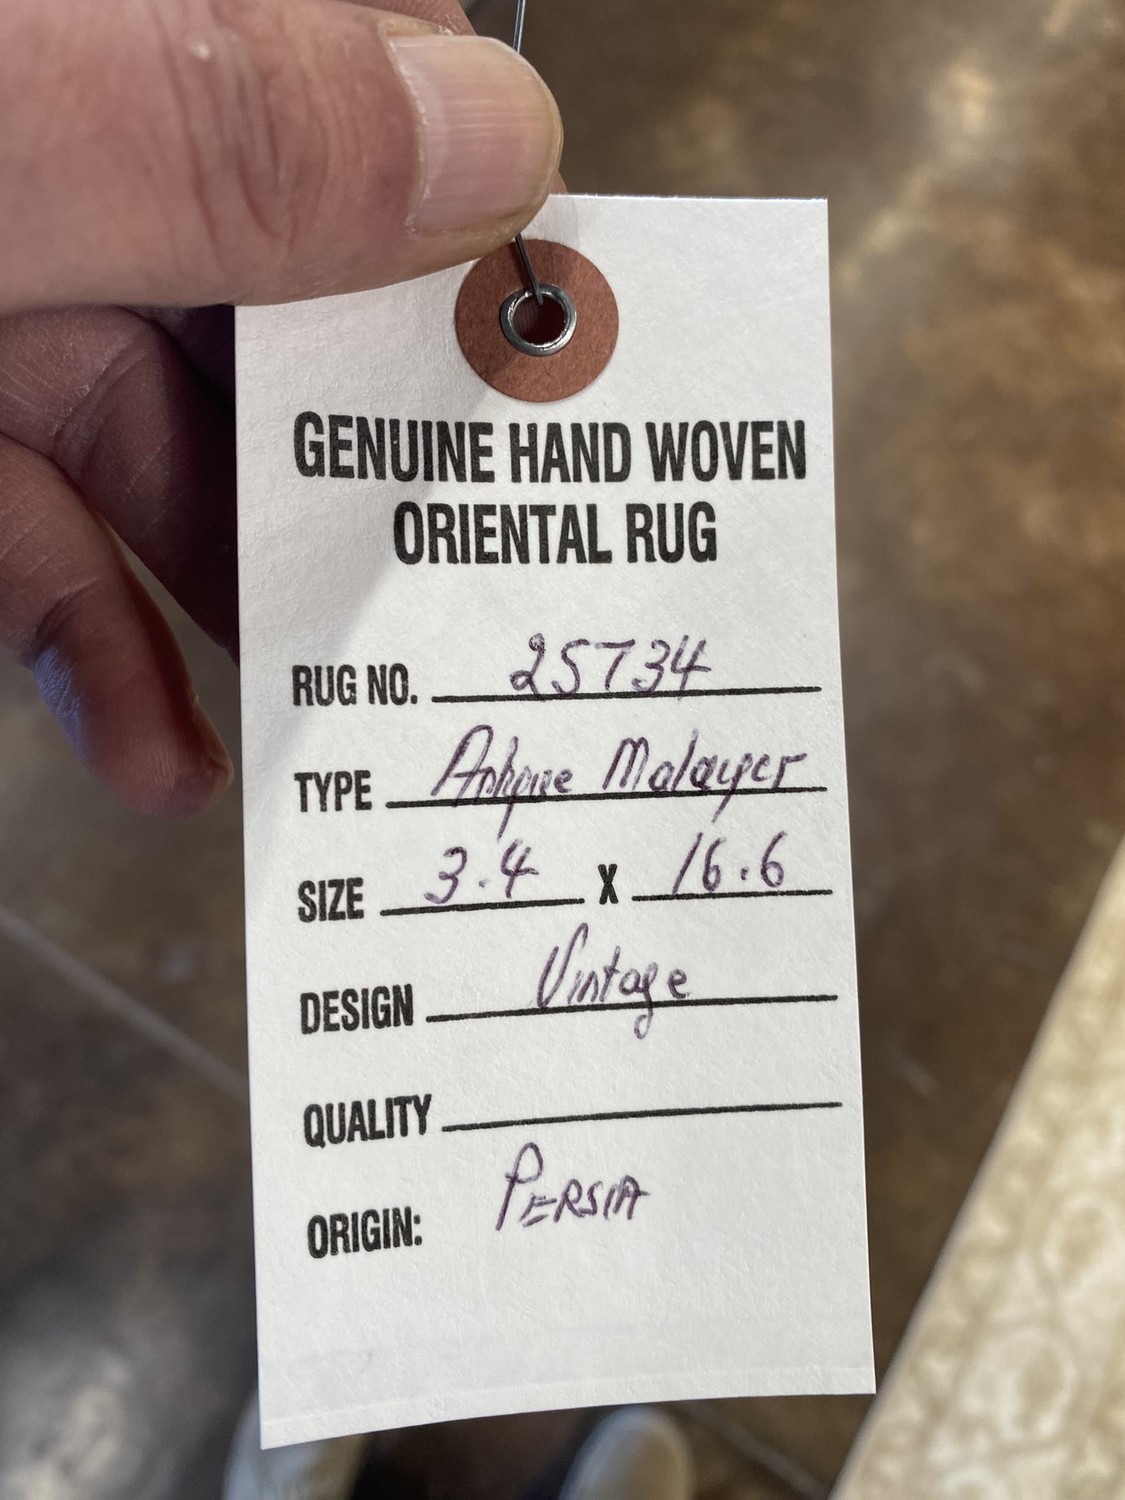 GENUINE HAND WOVEN
ORIENTAL RUG
RUG NO. 25734
TYPE Antique Malayer
SIZE 3.4 X 16.6
DESIGN Vintage
QUALITY
ORIGIN: PERSIA